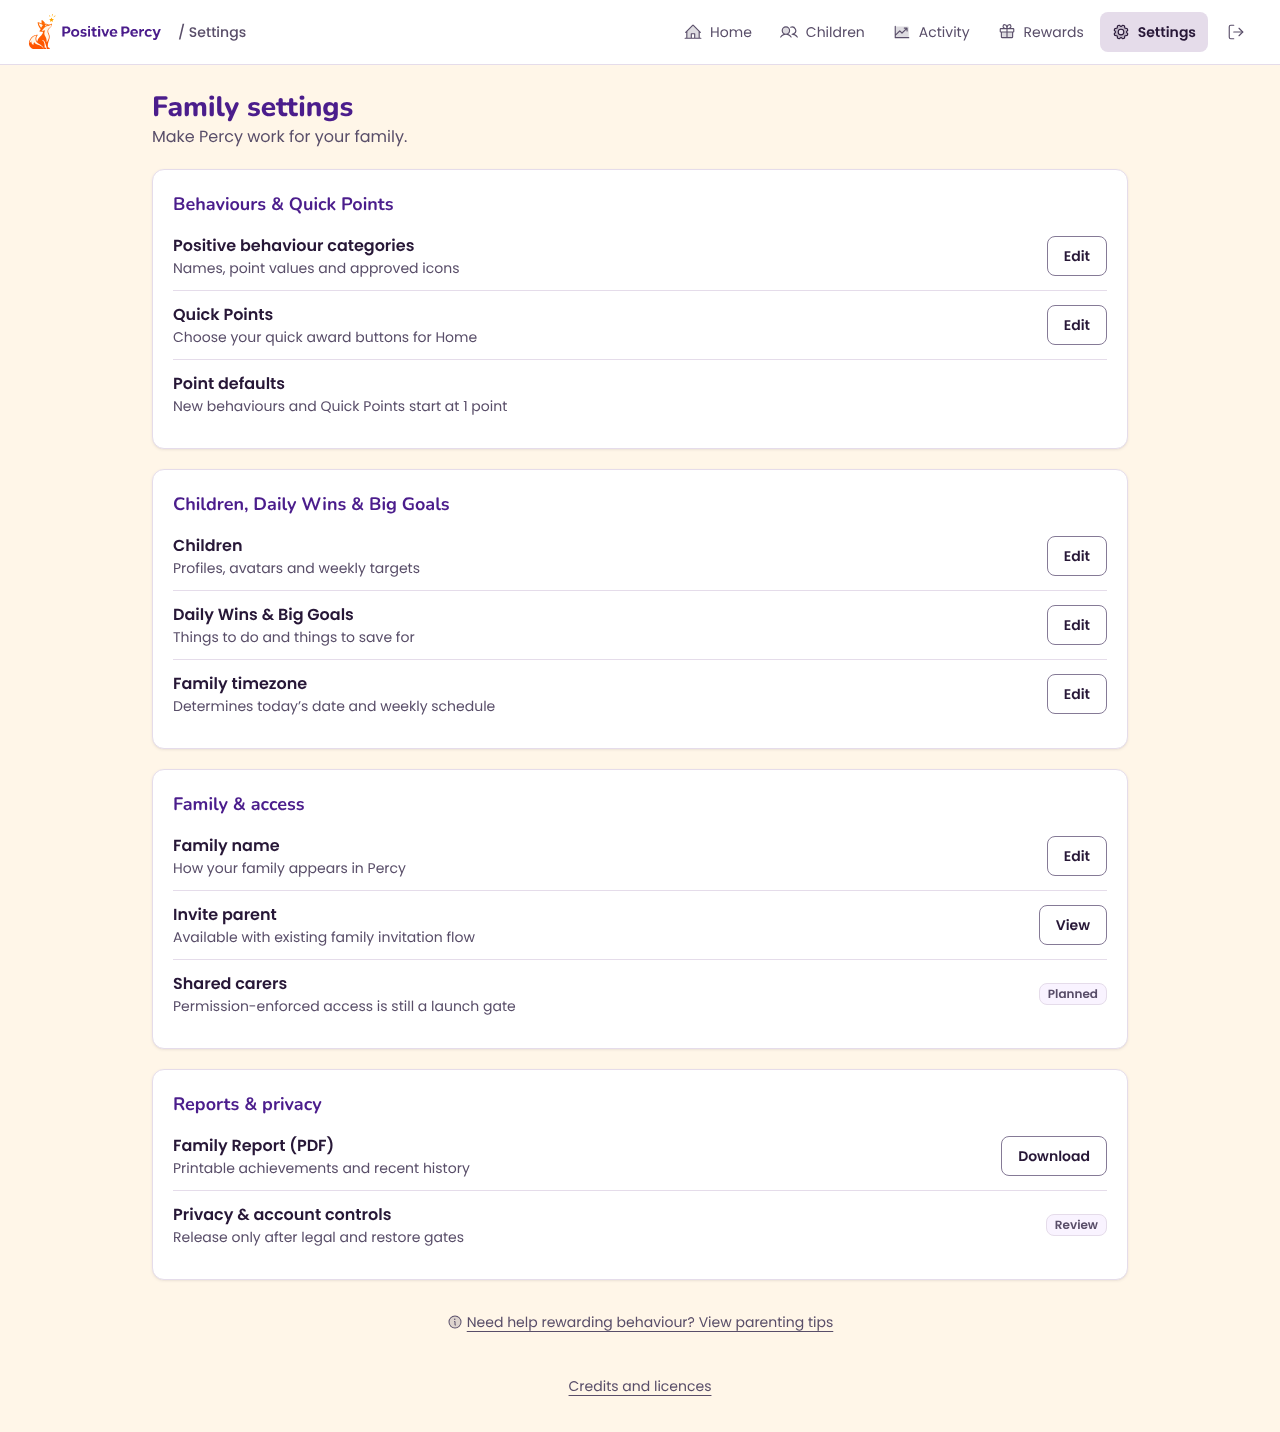 Positive Percy / Settings Home Children Activity Rewards Settings
Family settings
Make Percy work for your family.
Behaviours & Quick Points
Positive behaviour categories
Names, point values and approved icons
Edit
Quick Points
Choose your quick award buttons for Home
Edit
Point defaults
New behaviours and Quick Points start at 1 point
Children, Daily Wins & Big Goals
Children
Profiles, avatars and weekly targets
Edit
Daily Wins & Big Goals
Things to do and things to save for
Edit
Family timezone
Determines today’s date and weekly schedule
Edit
Family & access
Family name
How your family appears in Percy
Edit
Invite parent
Available with existing family invitation flow
View
Shared carers
Permission-enforced access is still a launch gate
Planned
Reports & privacy
Family Report (PDF)
Printable achievements and recent history
Download
Privacy & account controls
Release only after legal and restore gates
Review
Need help rewarding behaviour? View parenting tips
Credits and licences